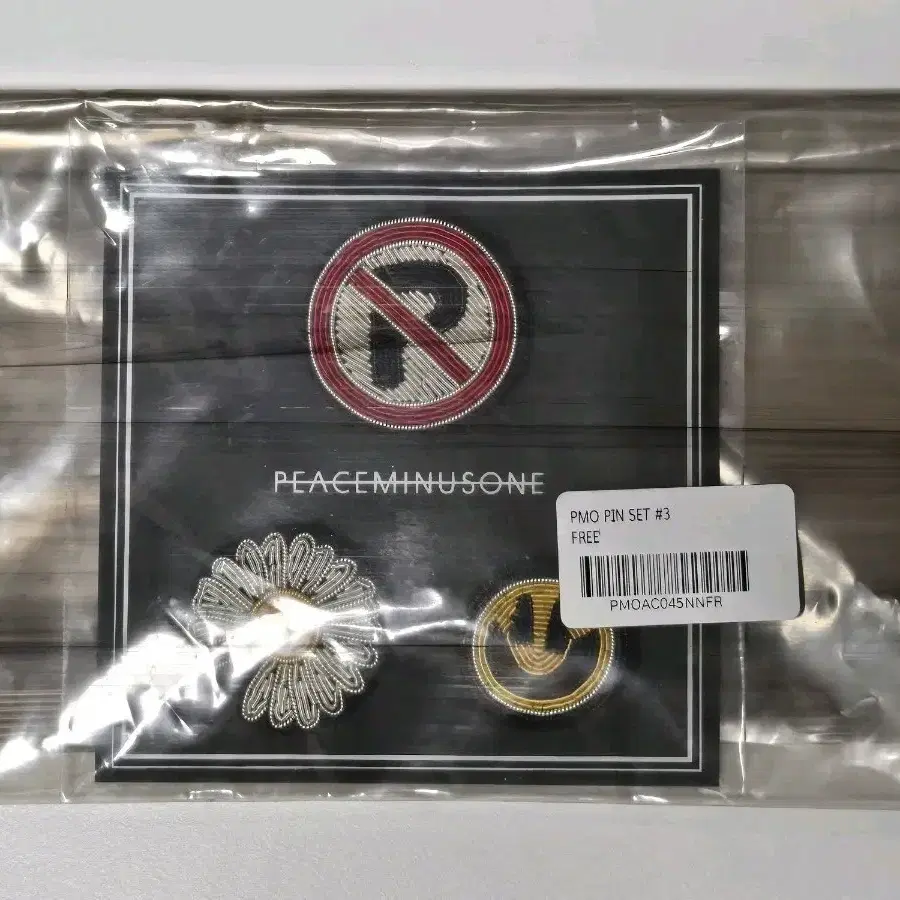 P
PEACEMINUSONE
PMO PIN SET #3
FREE
PMOAC045NNFR